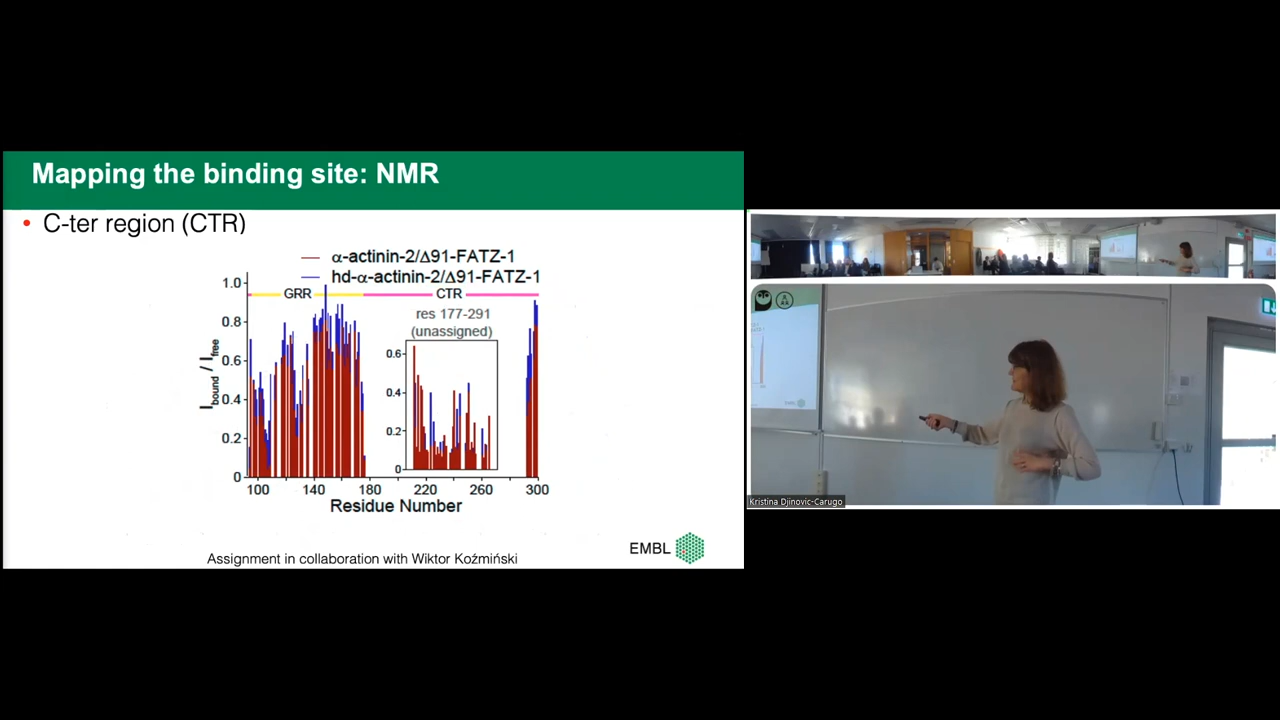 Mapping the binding site: NMR
• C-ter region (CTR)
α-actinin-2/Δ91-FATZ-1
hd-α-actinin-2/Δ91-FATZ-1
GRR
CTR
res 177-291
(unassigned)
1.0
0.8
0.6
0.4
0.2
0
I bound / I free
0.6
0.4
0.2
0
100 140 180 220 260 300
Residue Number
Assignment in collaboration with Wiktor Koźmiński
EMBL
Kristina Djinovic-Carugo
EMBL